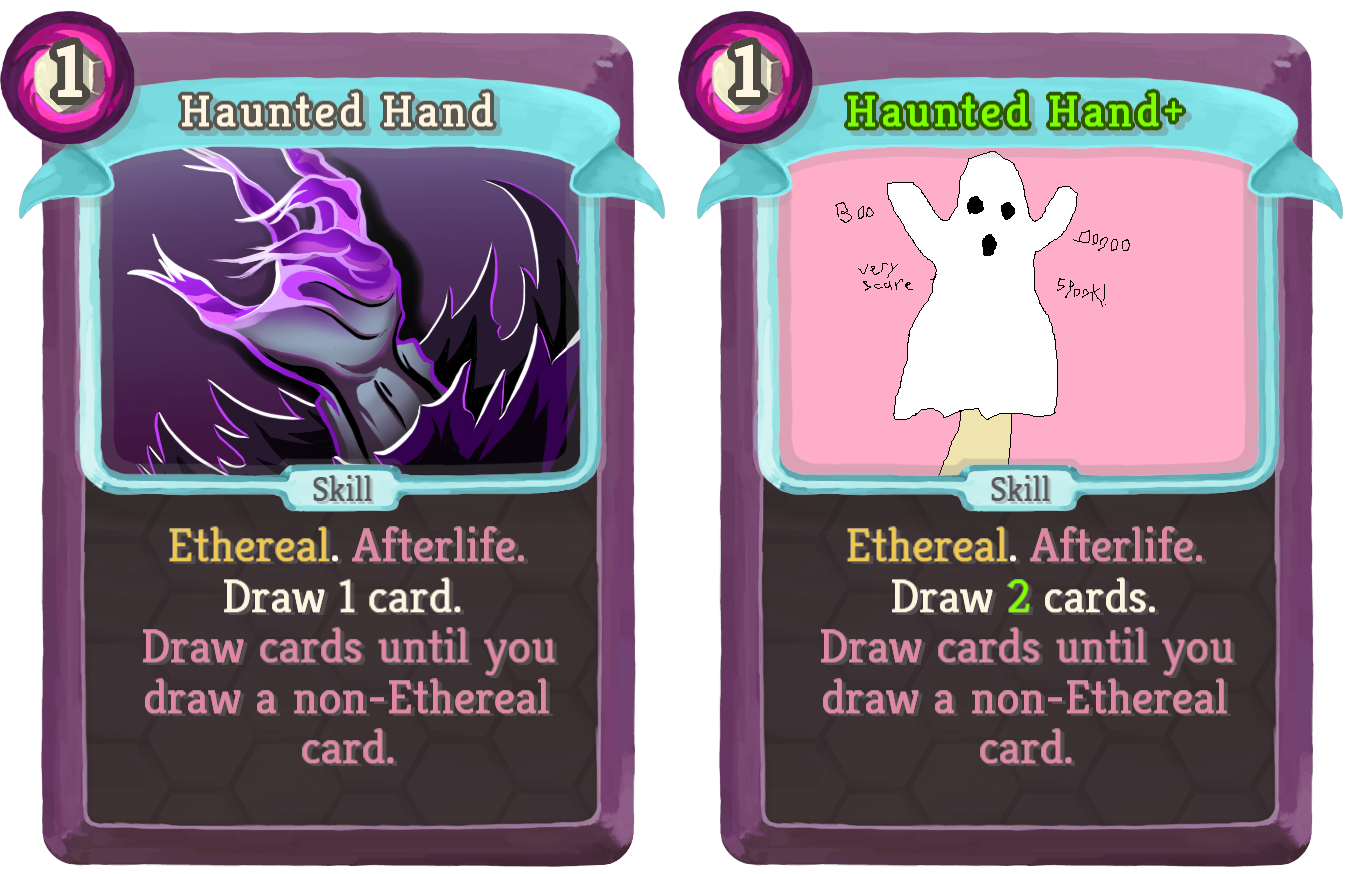 1
Haunted Hand
Skill
Ethereal. Afterlife.
Draw 1 card.
Draw cards until you
draw a non-Ethereal
card.
1
Haunted Hand+
Boo
ooooo
very
scare
spook!
Skill
Ethereal. Afterlife.
Draw 2 cards.
Draw cards until you
draw a non-Ethereal
card.